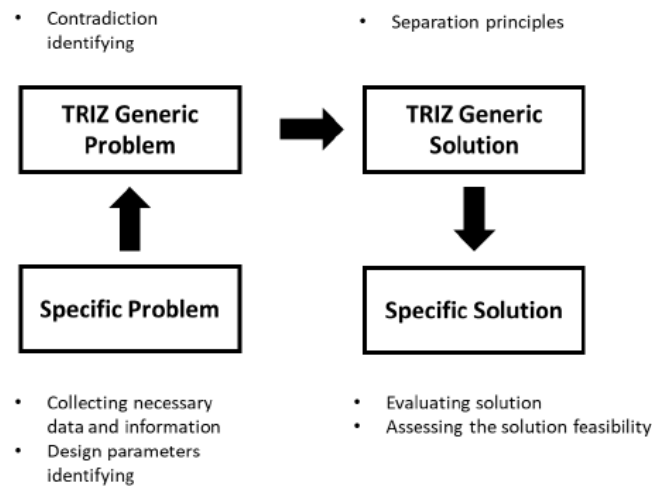 • Contradiction
identifying
• Separation principles
TRIZ Generic
Problem
TRIZ Generic
Solution
Specific Problem
Specific Solution
• Collecting necessary
data and information
• Design parameters
identifying
• Evaluating solution
• Assessing the solution feasibility